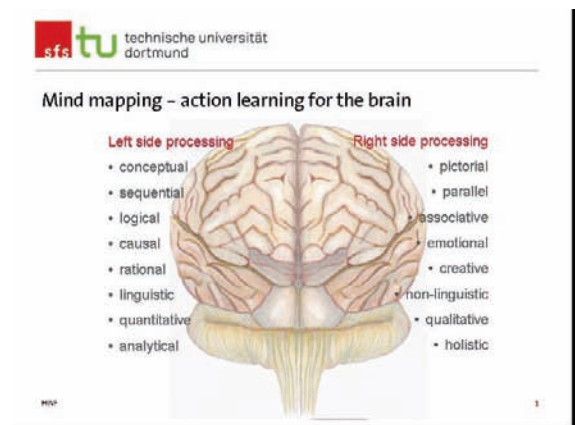 sfs tu technische universität
dortmund
Mind mapping – action learning for the brain
Left side processing
• conceptual
• sequential
• logical
• causal
• rational
• linguistic
• quantitative
• analytical
Right side processing
• pictorial
• parallel
• associative
• emotional
• creative
• non-linguistic
• qualitative
• holistic